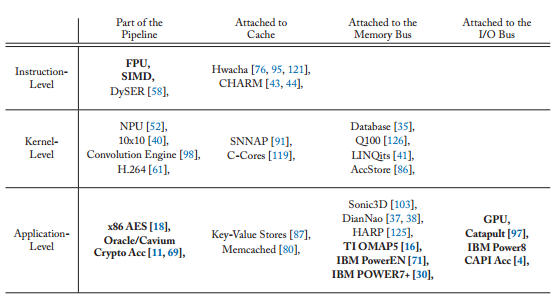 Part of the Pipeline
Attached to Cache
Attached to the Memory Bus
Attached to the I/O Bus
Instruction-Level
FPU,
SIMD,
DySER [58],
Hwacha [76, 95, 121],
CHARM [43, 44],
Kernel-Level
NPU [52],
10x10 [40],
Convolution Engine [98],
H.264 [61],
SNNAP [91],
C-Cores [119],
Database [35],
Q100 [126],
LINQits [41],
AccStore [86],
Application-Level
x86 AES [18],
Oracle/Cavium
Crypto Acc [11, 69],
Key-Value Stores [87],
Memcached [80],
Sonic3D [103],
DianNao [37, 38],
HARP [125],
TI OMAP5 [16],
IBM PowerEN [71],
IBM POWER7+ [30],
GPU,
Catapult [97],
IBM Power8
CAPI Acc [4],